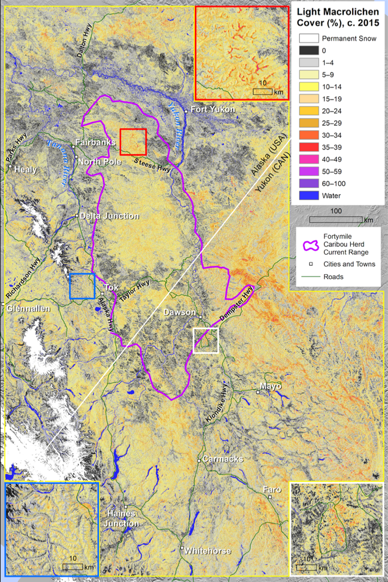 Light Macrolichen
Cover (%), c. 2015
Permanent Snow
0
1–4
5–9
10–14
15–19
20–24
25–29
30–34
35–39
40–49
50–59
60–100
Water
100
km
Fortymile
Caribou Herd
Current Range
Cities and Towns
Roads
10
km
Dalton Hwy
Fort Yukon
Alaska (USA)
Yukon (CAN)
Fairbanks
North Pole
Steese Hwy
Parks Hwy
Healy
Delta Junction
Richardson Hwy
Tok
Taylor Hwy
Alaska Hwy
Glennallen
Dawson
Dempster Hwy
Mayo
Klondike Hwy
Carmacks
Faro
Haines
Junction
Whitehorse
10
km
10
km